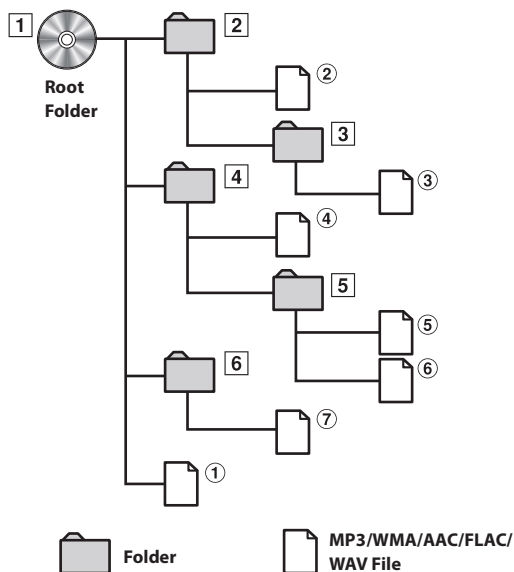 1
2
Root
Folder
②
3
③
4
④
5
⑤
⑥
6
⑦
①
Folder
MP3/WMA/AAC/FLAC/
WAV File